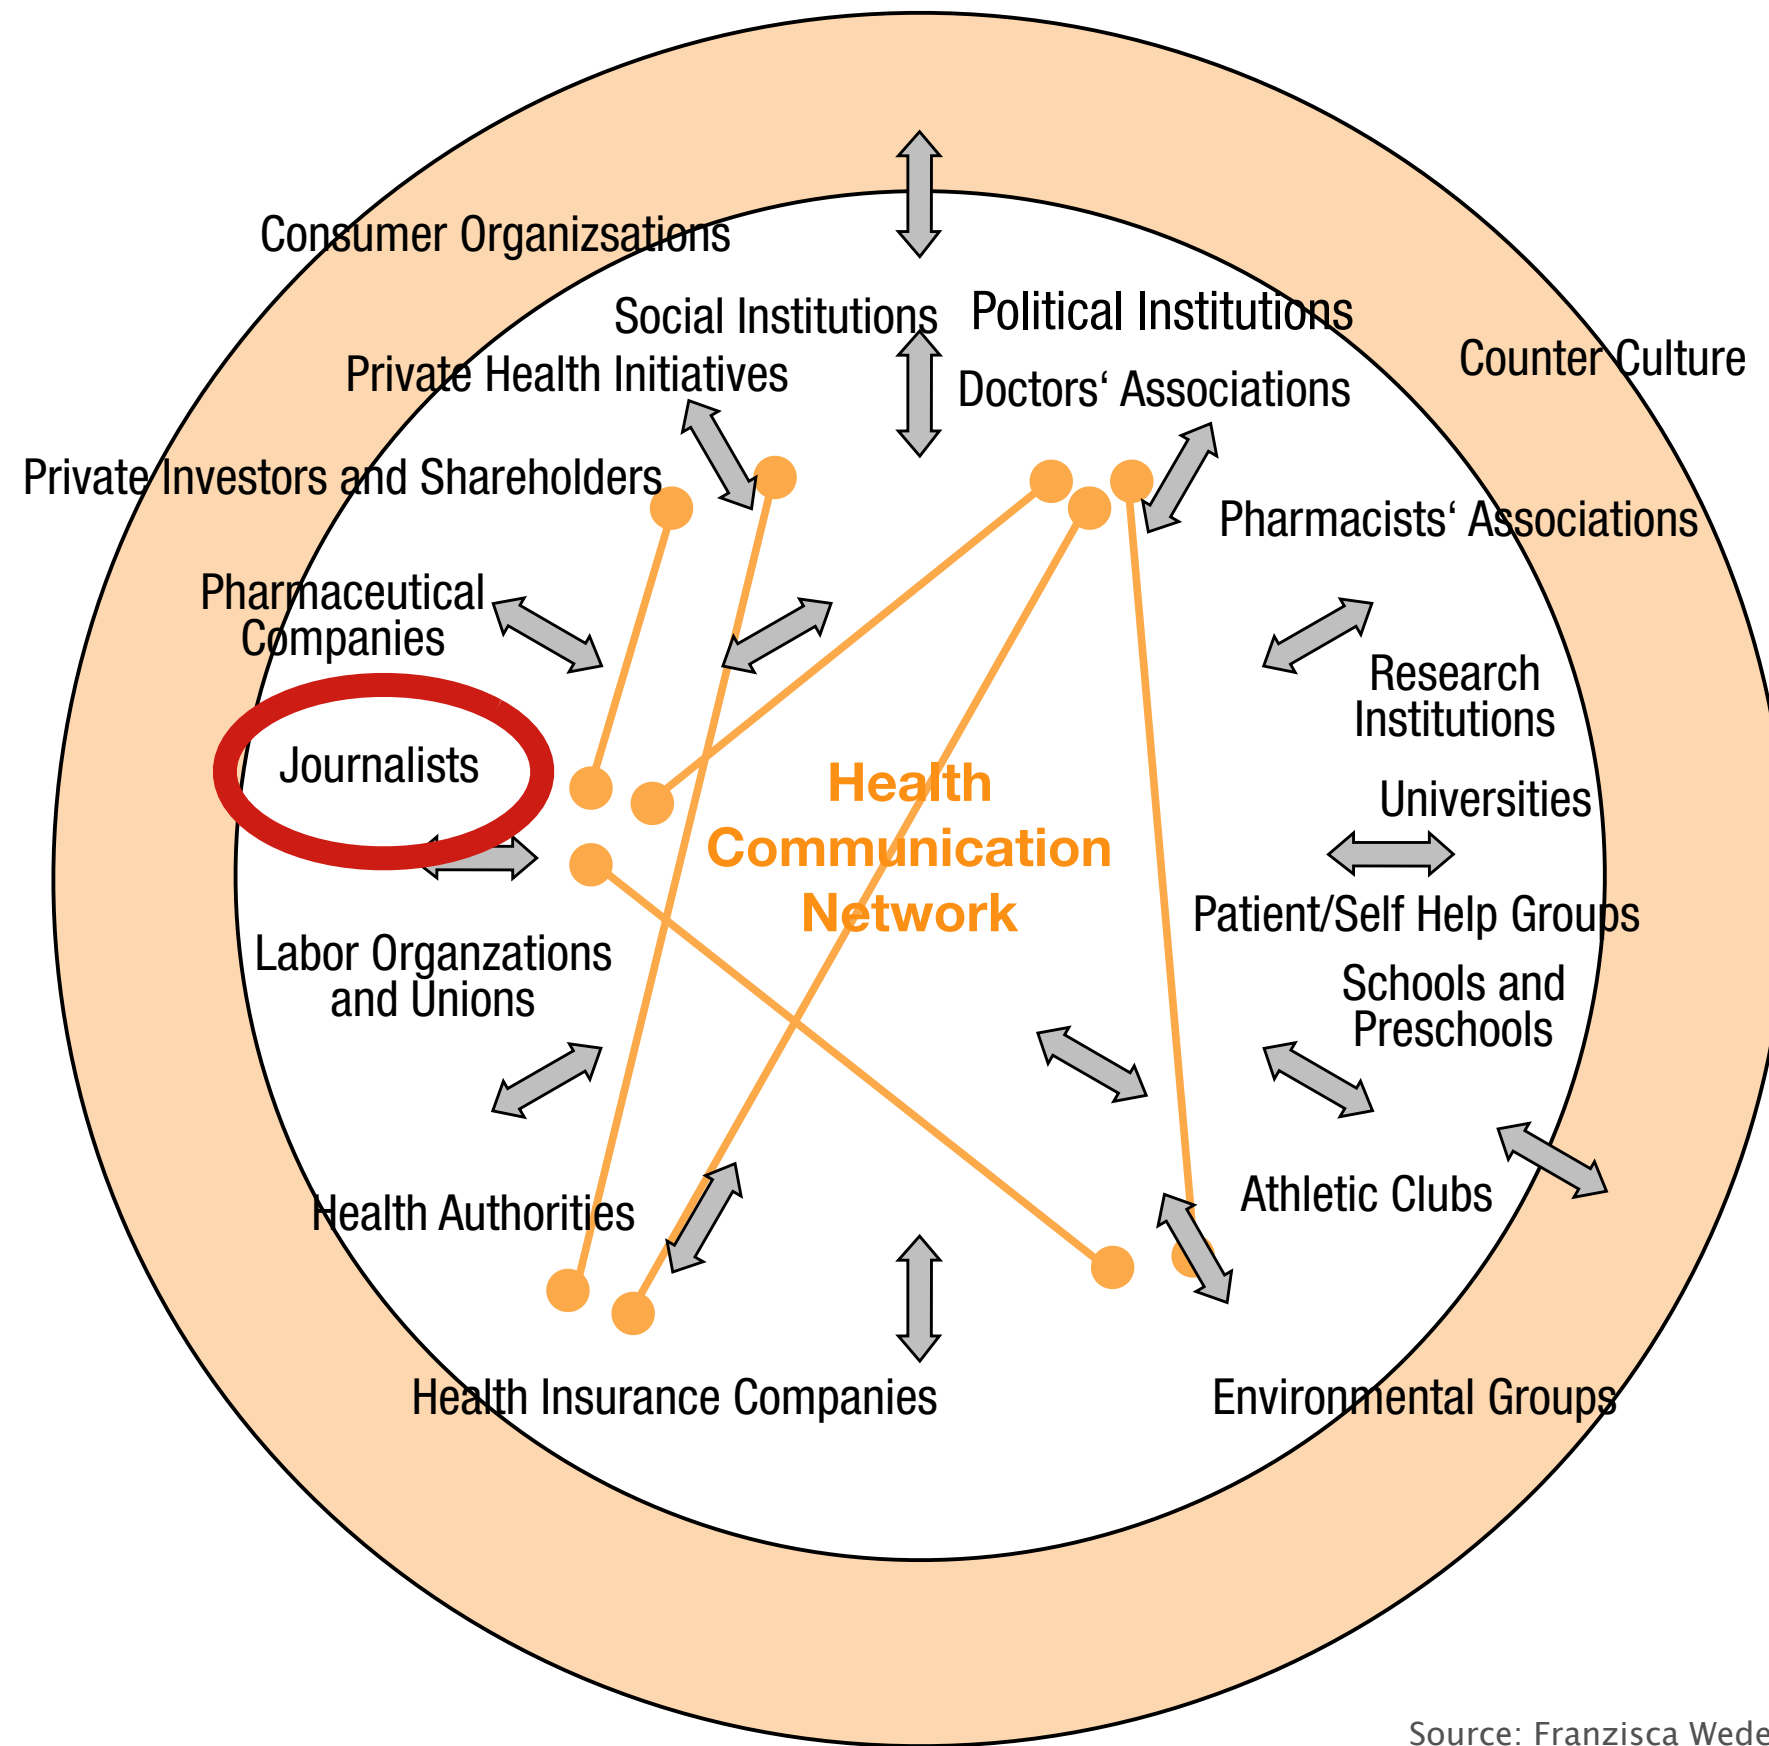 Consumer Organizsations
Social Institutions
Political Institutions
Private Health Initiatives
Doctors‘ Associations
Counter Culture
Private Investors and Shareholders
Pharmacists‘ Associations
Pharmaceutical
Companies
Research
Institutions
Journalists
Universities
Health
Communication
Network
Patient/Self Help Groups
Labor Organzations
and Unions
Schools and
Preschools
Health Authorities
Athletic Clubs
Health Insurance Companies
Environmental Groups
Source: Franzisca Wede